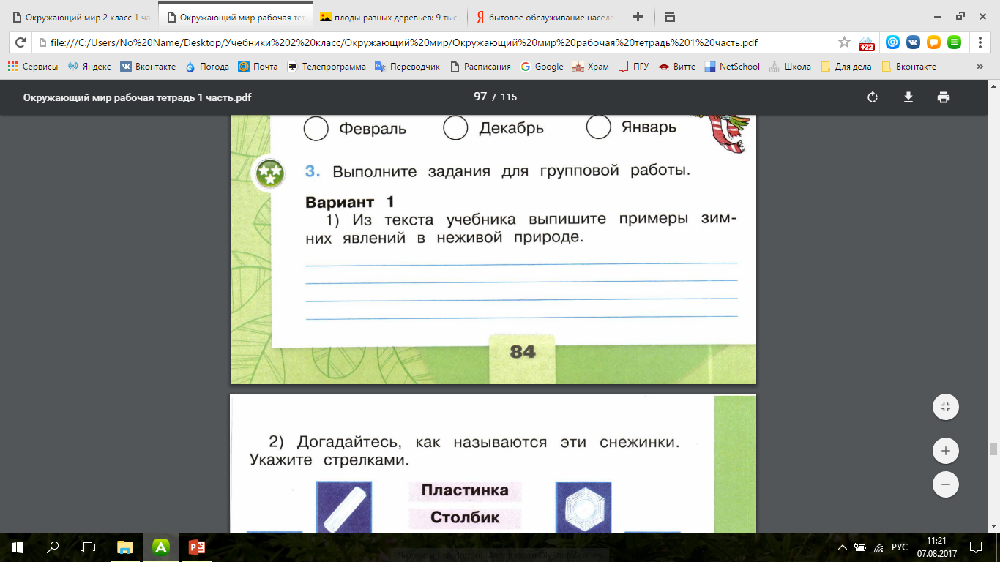 Окружающий мир 2 класс 1 ча
Окружающий мир рабочая тет
плоды разных деревьев: 9 тыс
бытовое обслуживание населе
file:///C:/Users/No%20Name/Desktop/Учебники%202%20класс/Окружающий%20мир/Окружающий%20мир%20рабочая%20тетрадь%201%20часть.pdf
+22
Сервисы Яндекс Вконтакте Погода Почта Телепрограмма Переводчик Расписания Google Храм ПГУ Витте NetSchool Школа Для дела Вконтакте »
Окружающий мир рабочая тетрадь 1 часть.pdf
97 / 115
Февраль Декабрь Январь
3. Выполните задания для групповой работы.
Вариант 1
1) Из текста учебника выпишите примеры зим-
них явлений в неживой природе.
84
2) Догадайтесь, как называются эти снежинки.
Укажите стрелками.
Пластинка
Столбик
РУС
11:21
07.08.2017